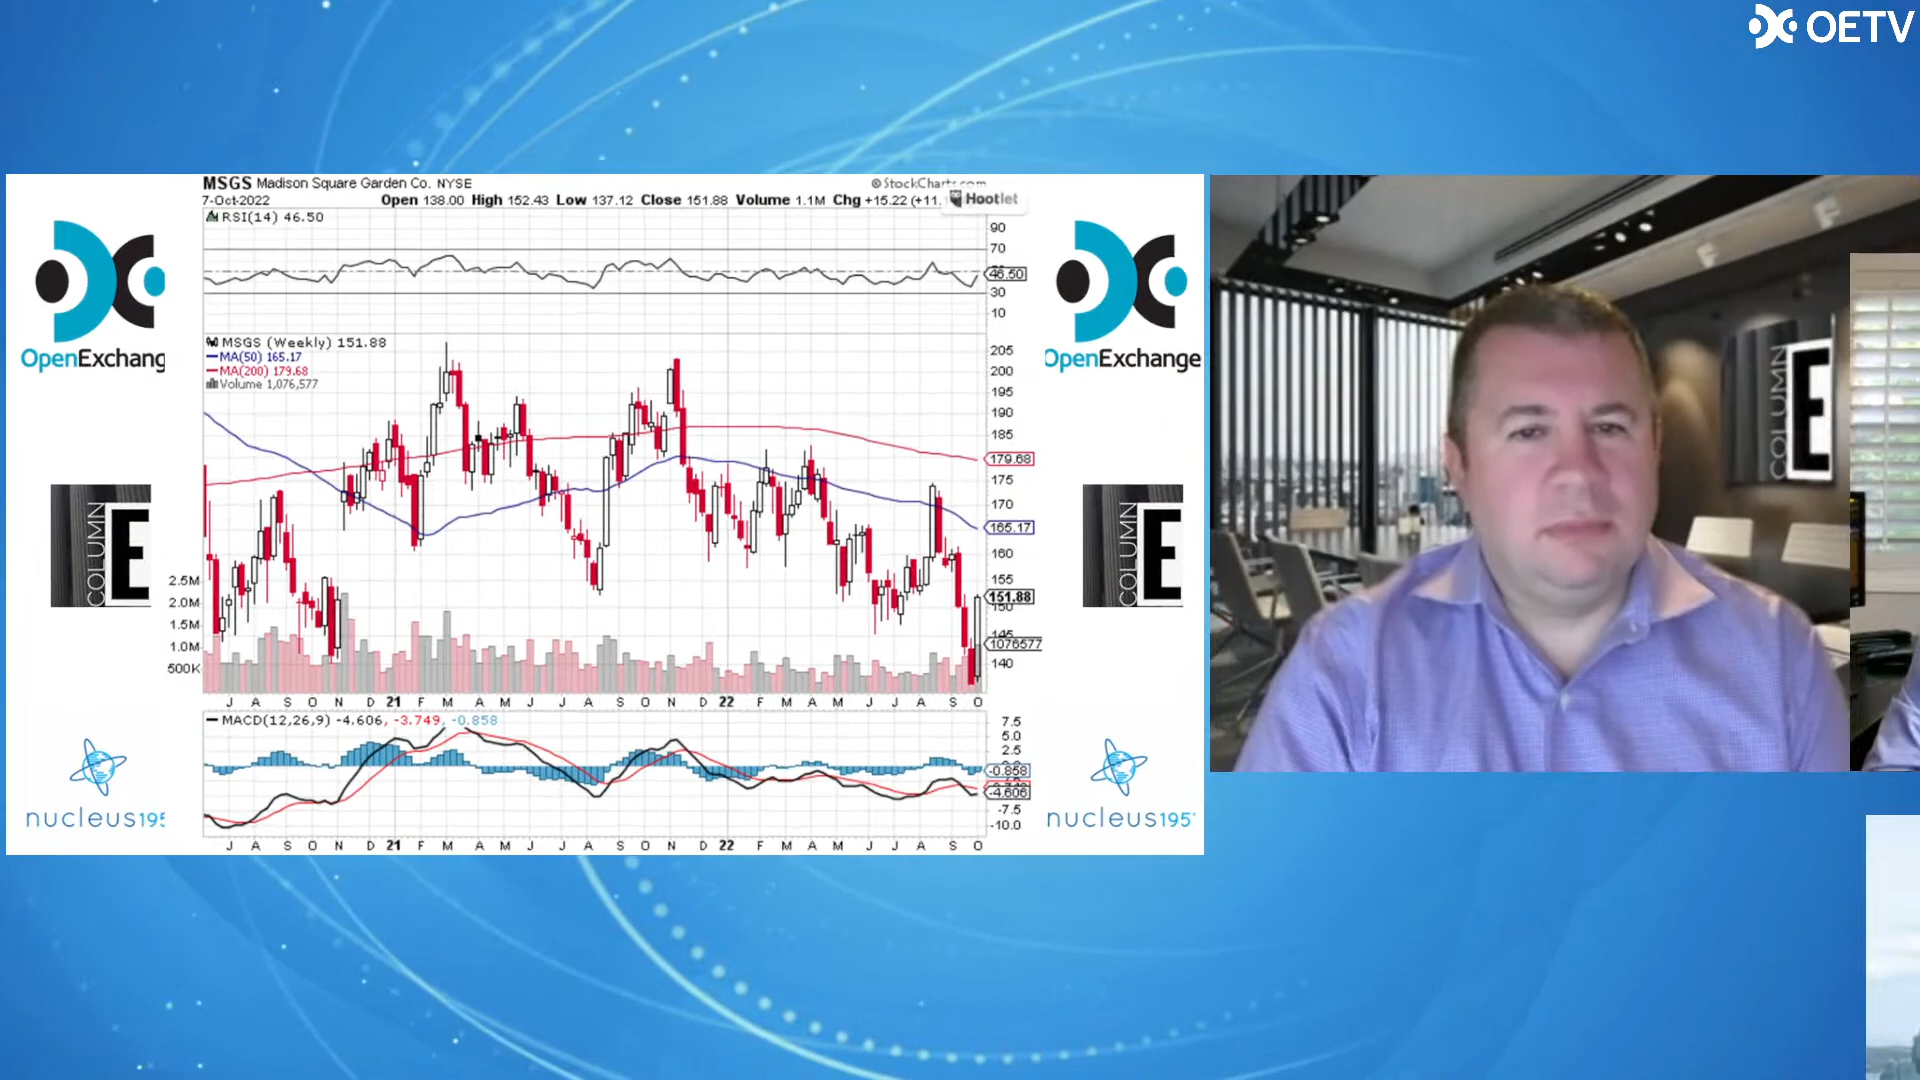 OETV
MSGS Madison Square Garden Co. NYSE
© StockCharts.com
7-Oct-2022
Open 138.00 High 152.43 Low 137.12 Close 151.88 Volume 1.1M Chg +15.22 (+11.1
Hootlet
RSI(14) 46.50
90
70
46.50
30
10
MSGS (Weekly) 151.88
MA(50) 165.17
MA(200) 179.68
Volume 1,076,577
205
200
195
190
185
179.68
175
170
165.17
160
155
151.88
150
145
1076577
140
2.5M
2.0M
1.5M
1.0M
500K
J A S O N D 21 F M A M J J A S O N D 22 F M A M J J A S O
MACD(12,26,9) -4.606, -3.749, -0.858
7.5
5.0
2.5
-0.858
-4.606
-7.5
-10.0
J A S O N D 21 F M A M J J A S O N D 22 F M A M J J A S O
OpenExchang
COLUMN E
nucleus195
OpenExchange
COLUMN E
nucleus195
COLUMN E